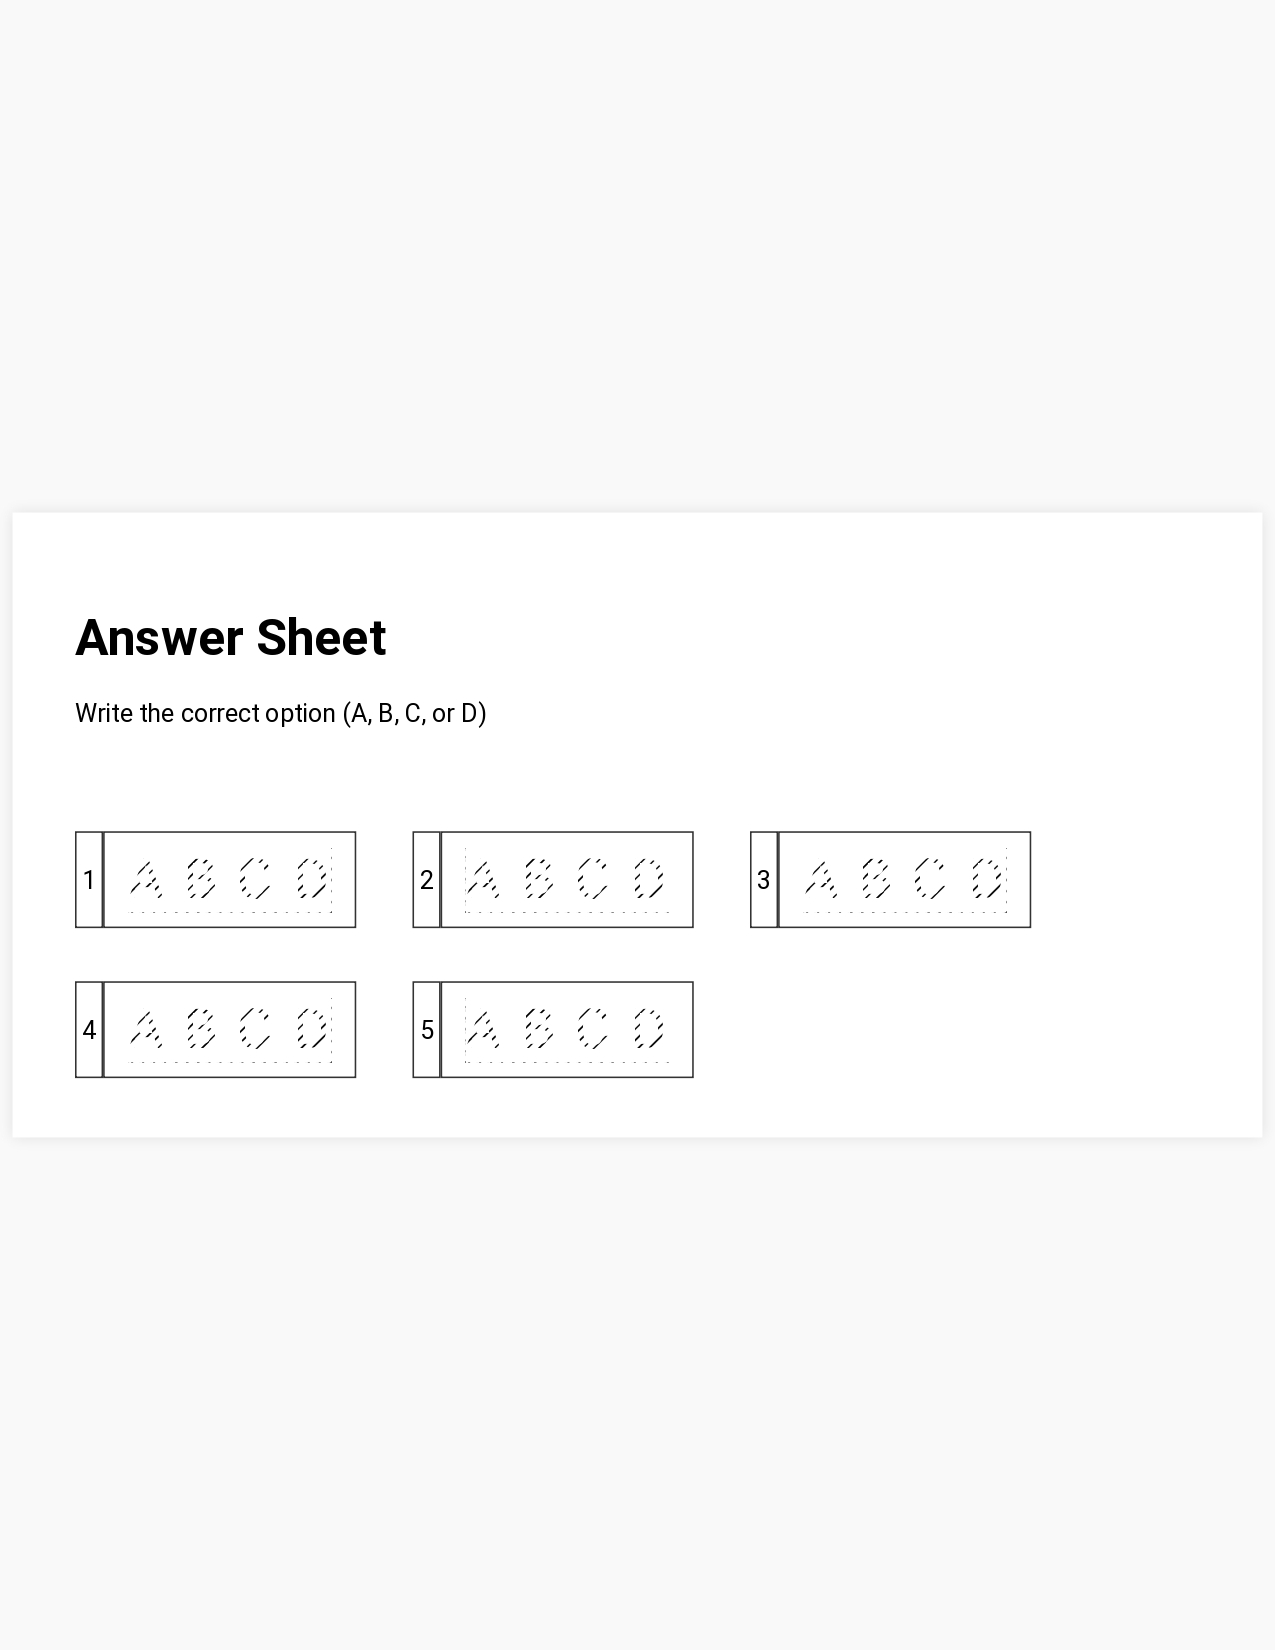 Answer Sheet
Write the correct option (A, B, C, or D)
1 A B C D
2 A B C D
3 A B C D
4 A B C D
5 A B C D